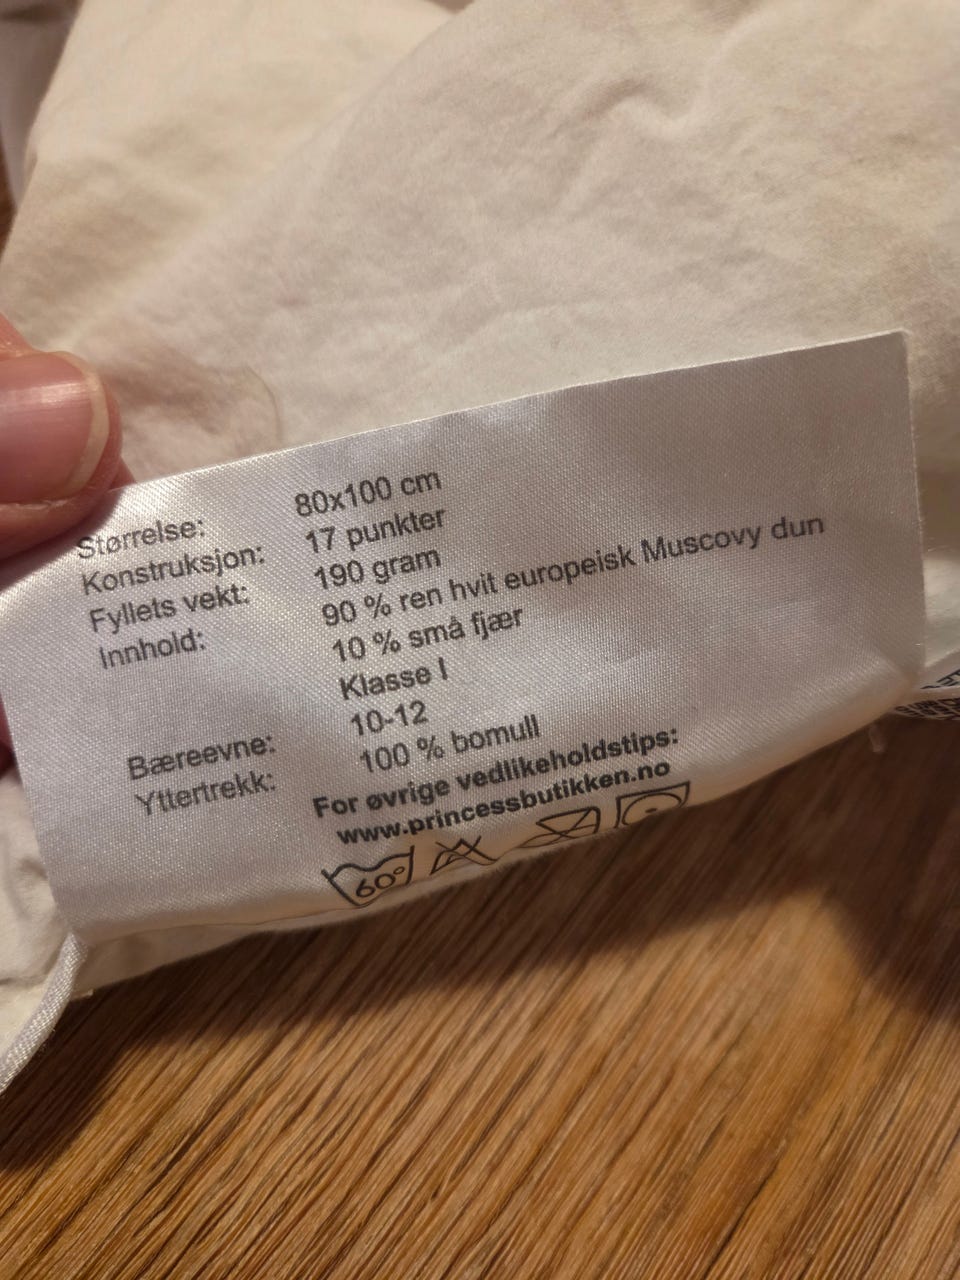 Størrelse: 80x100 cm
Konstruksjon: 17 punkter
Fyllets vekt: 190 gram
Innhold: 90 % ren hvit europeisk Muscovy dun
10 % små fjær
Klasse I
Bæreevne: 10-12
Yttertrekk: 100 % bomull
For øvrige vedlikeholdstips:
www.princessbutikken.no
60°